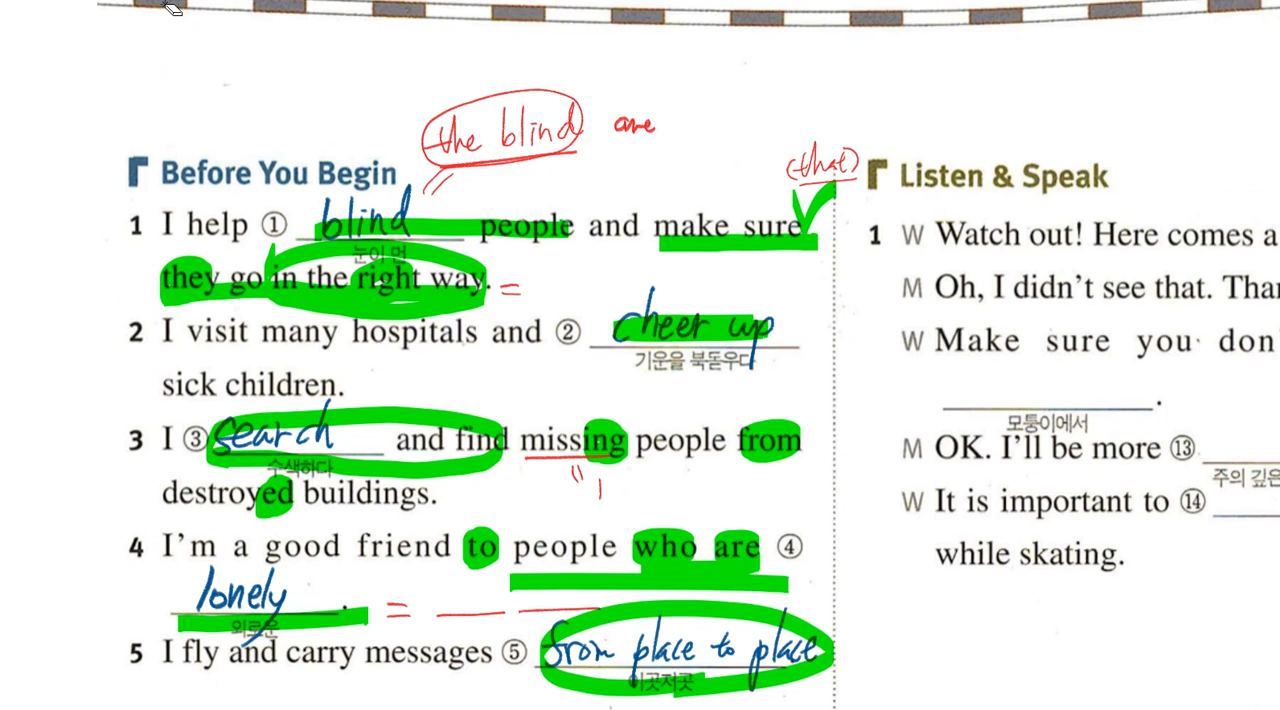 the blind are
(that)
Before You Begin
1 I help ① blind people and make sure
눈이 먼
they go in the right way. =
2 I visit many hospitals and ② cheer up
기운을 북돋우다
sick children.
3 I ③ search and find missing people from
수색하다
destroyed buildings.
4 I'm a good friend to people who are ④
lonely. =
외로운
5 I fly and carry messages ⑤ from place to place
이곳저곳
Listen & Speak
1 W Watch out! Here comes a
M Oh, I didn't see that. Than
W Make sure you don
.
모퉁이에서
M OK. I'll be more ⑬
주의 깊은
W It is important to ⑭
while skating.